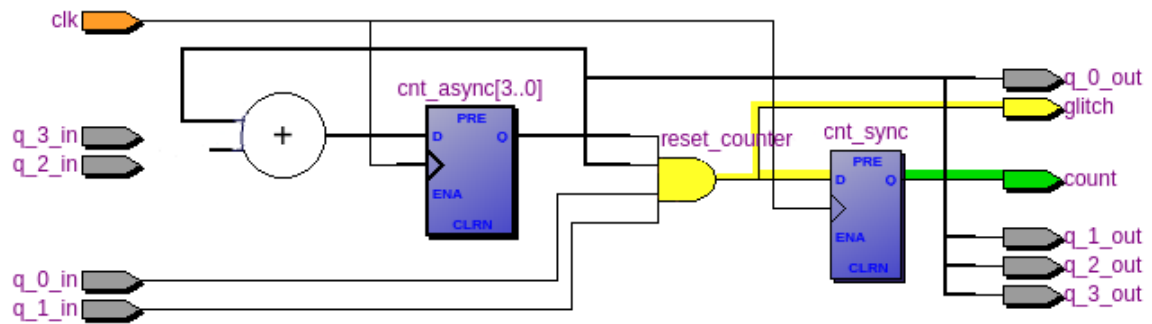 clk
cnt_async[3..0]
q_0_out
glitch
q_3_in
+
PRE
D
Q
reset_counter
cnt_sync
q_2_in
PRE
D
Q
count
ENA
CLRN
ENA
q_1_out
q_0_in
CLRN
q_2_out
q_1_in
q_3_out